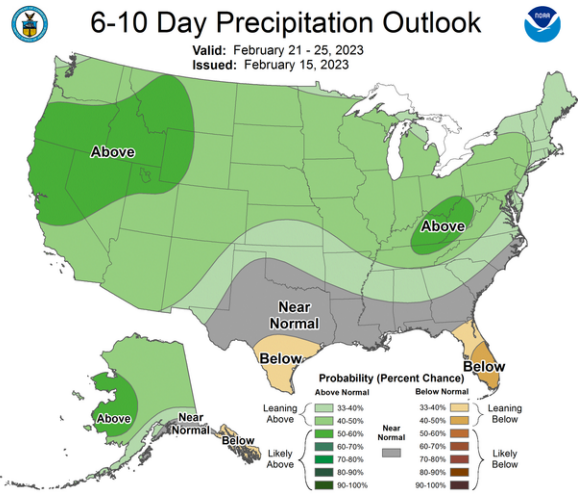 6-10 Day Precipitation Outlook
NOAA
Valid: February 21 - 25, 2023
Issued: February 15, 2023
Above
Above
Near
Normal
Below
Below
Above
Near
Normal
Below
Probability (Percent Chance)
Above Normal
Below Normal
Leaning
Above
33-40%
40-50%
Likely
Above
50-60%
60-70%
70-80%
80-90%
90-100%
Near
Normal
33-40%
40-50%
Leaning
Below
50-60%
60-70%
70-80%
80-90%
90-100%
Likely
Below